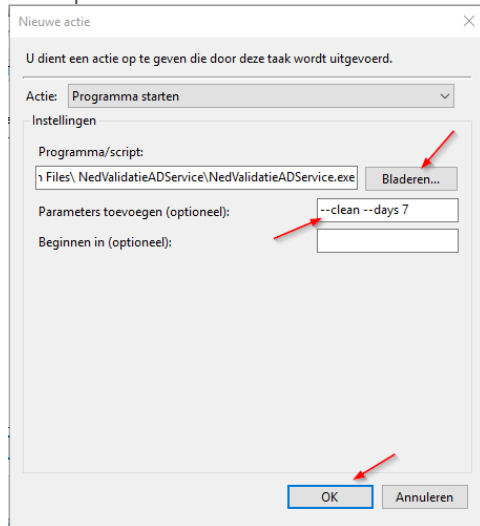 Nieuwe actie
U dient een actie op te geven die door deze taak wordt uitgevoerd.
Actie: Programma starten
Instellingen
Programma/script:
Files\ NedValidatieADService\NedValidatieADService.exe Bladeren...
Parameters toevoegen (optioneel): --clean --days 7
Beginnen in (optioneel):
OK Annuleren